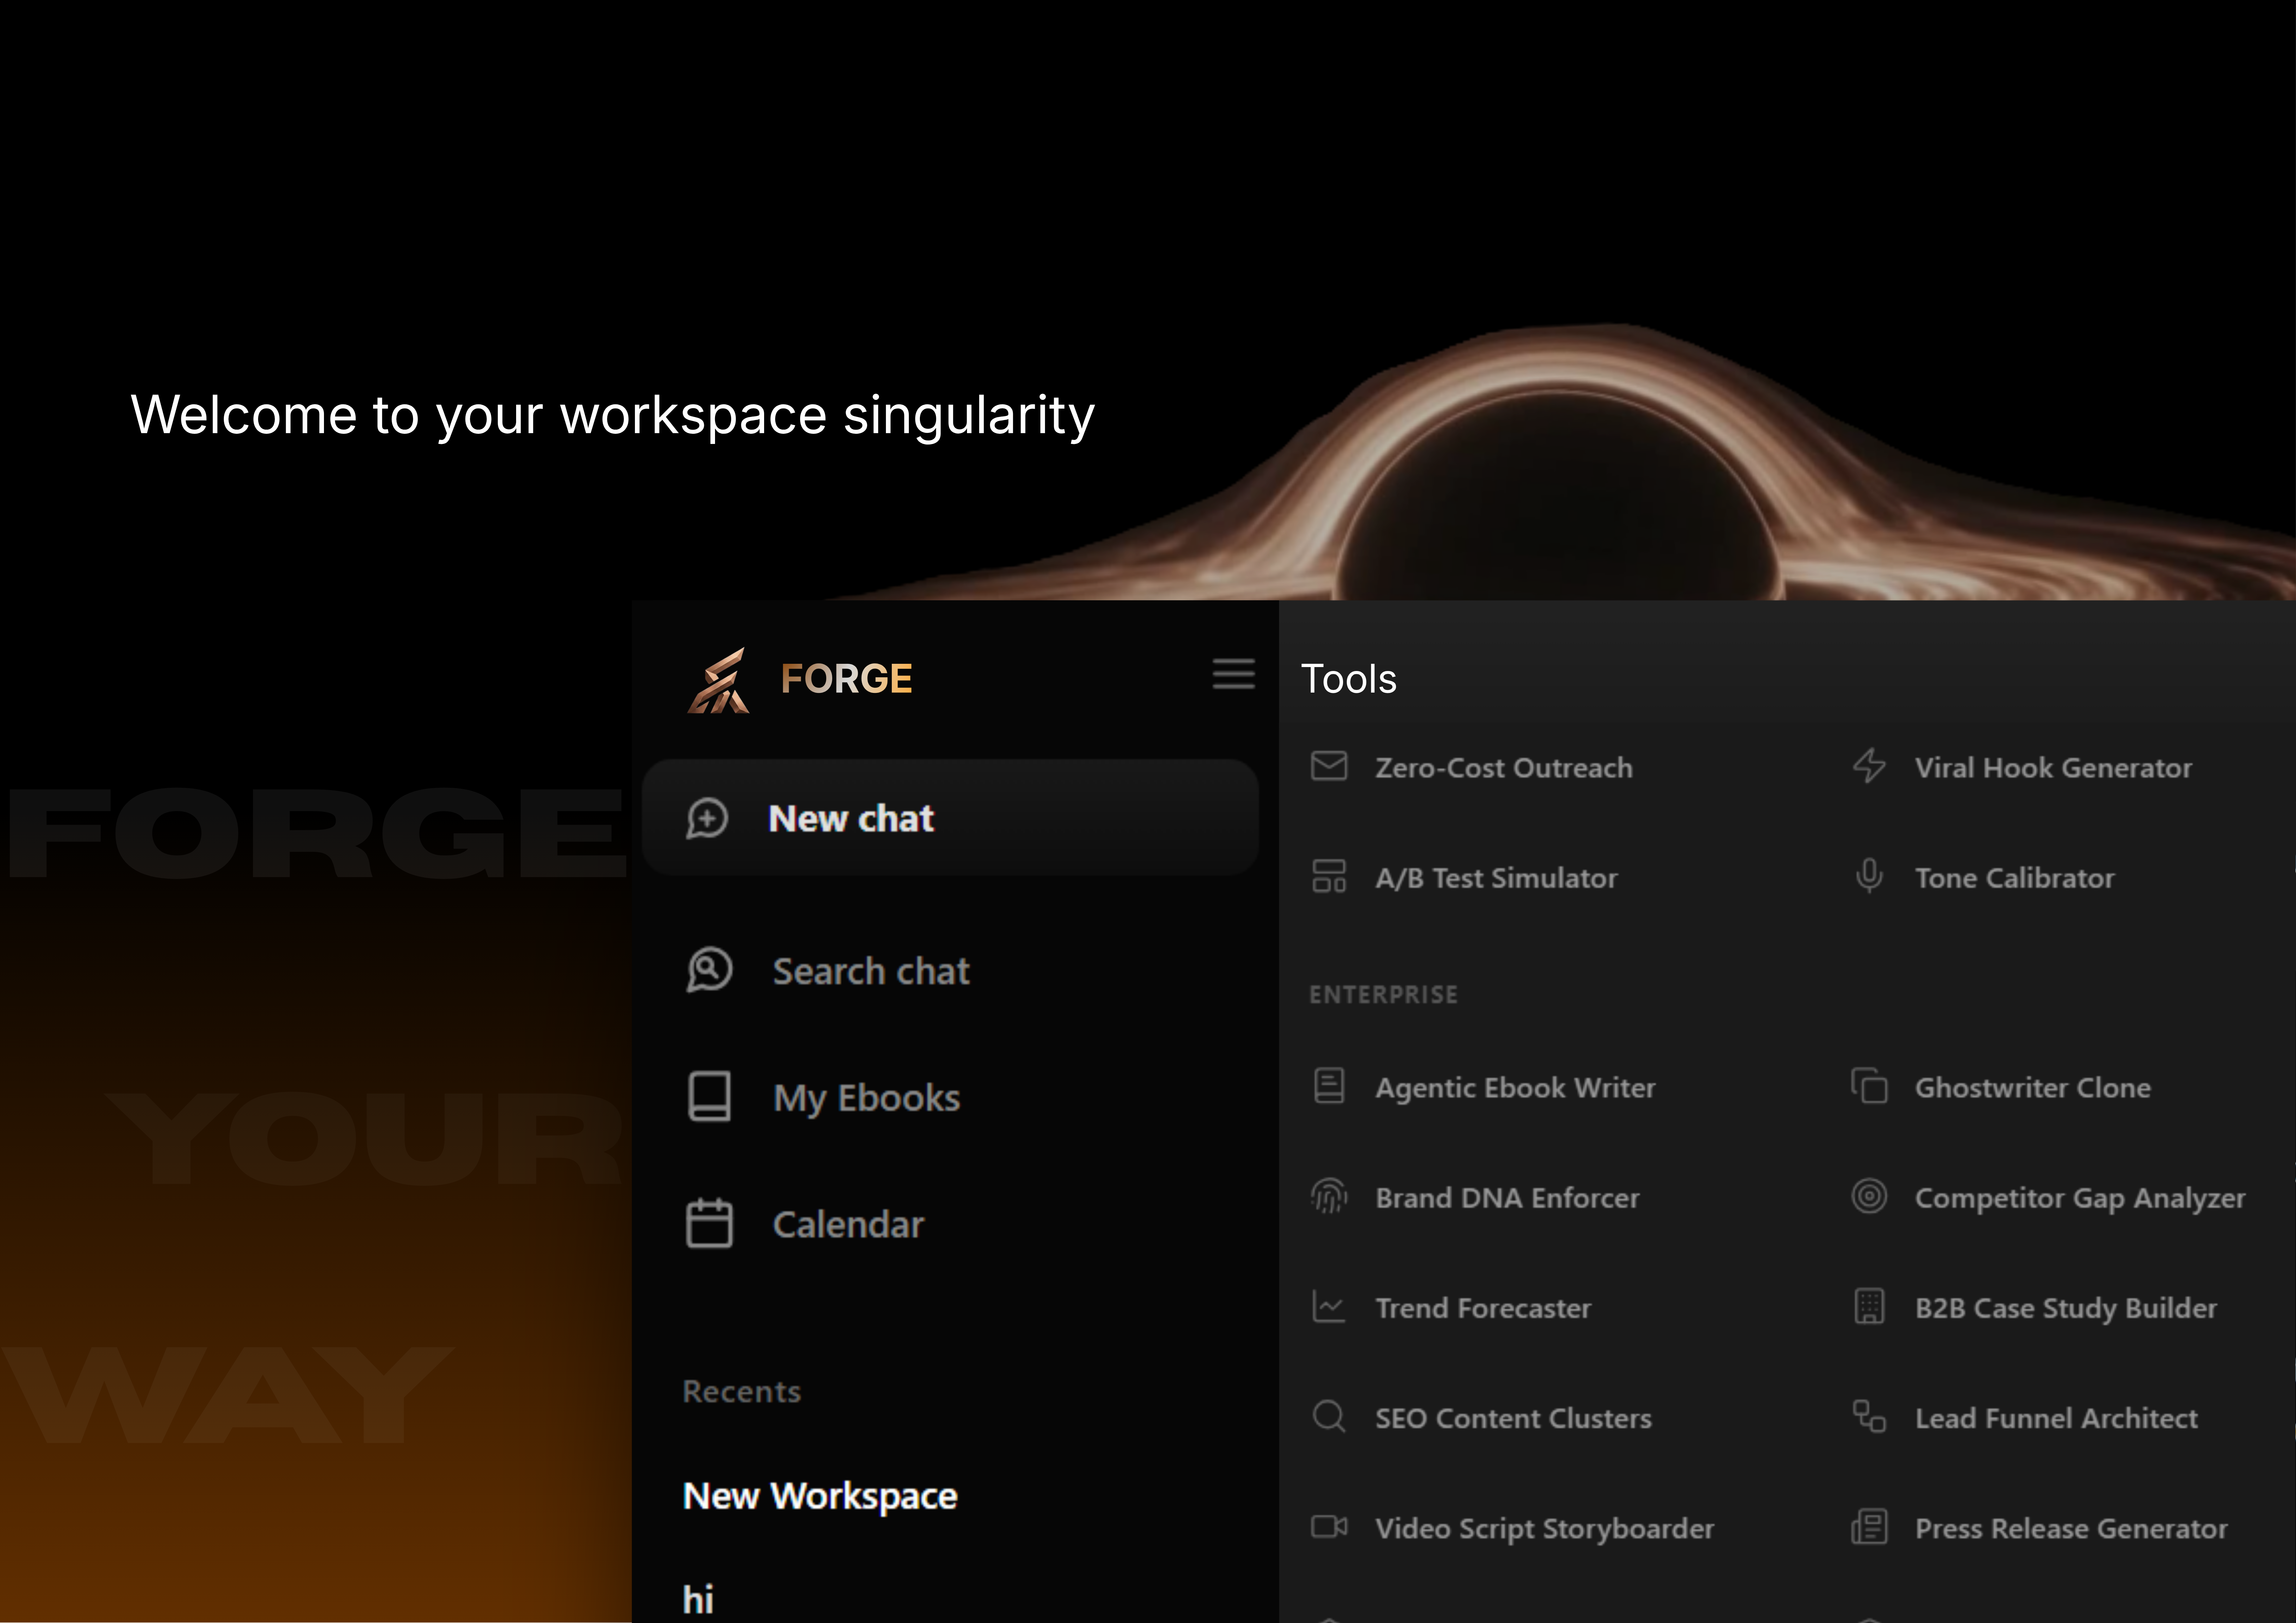 Welcome to your workspace singularity
FORGE
YOUR
WAY
FORGE
New chat
Search chat
My Ebooks
Calendar
Recents
New Workspace
hi
Tools
Zero-Cost Outreach
Viral Hook Generator
A/B Test Simulator
Tone Calibrator
ENTERPRISE
Agentic Ebook Writer
Ghostwriter Clone
Brand DNA Enforcer
Competitor Gap Analyzer
Trend Forecaster
B2B Case Study Builder
SEO Content Clusters
Lead Funnel Architect
Video Script Storyboarder
Press Release Generator